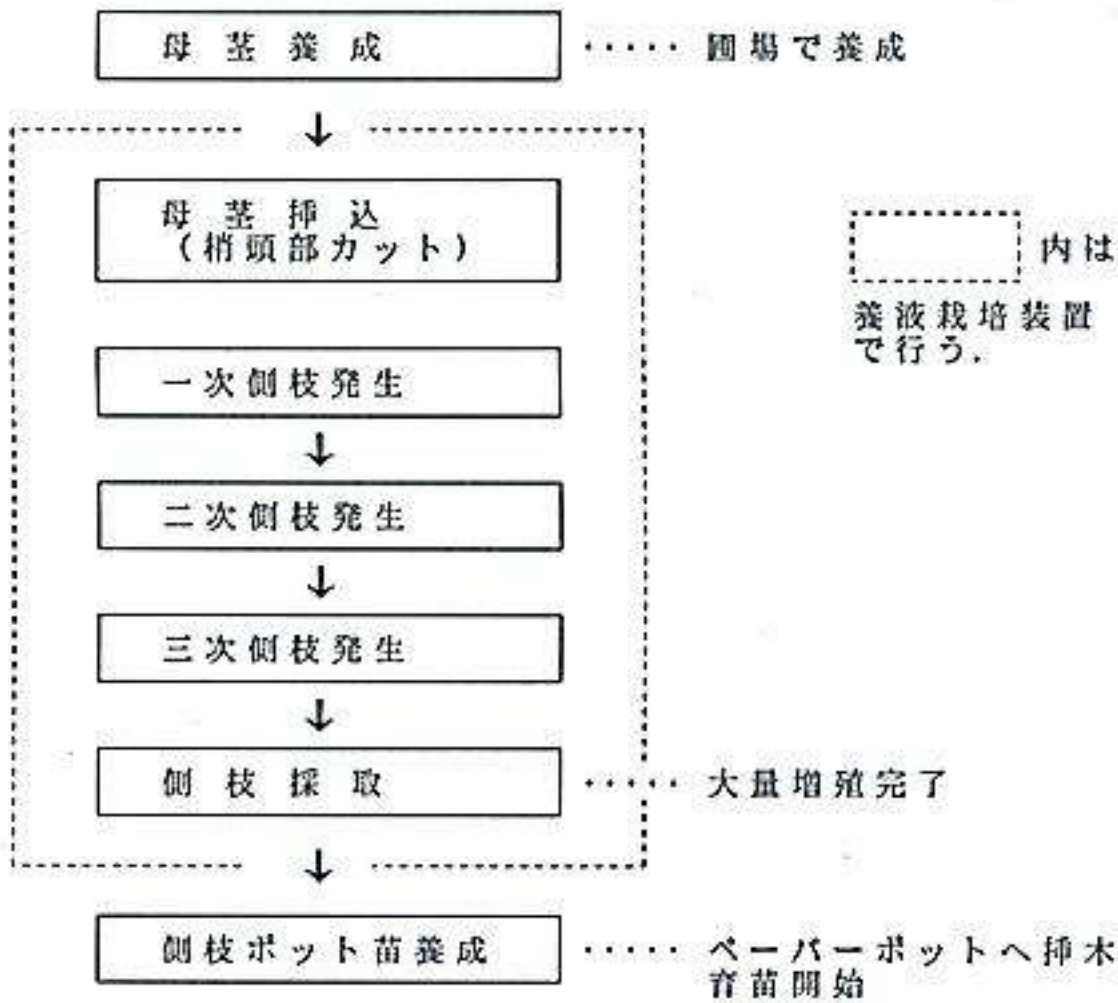 母茎養成 ····· 圃場で養成
↓
母茎挿込
(梢頭部カット)
内は
養液栽培装置
で行う.
一次側枝発生
↓
二次側枝発生
↓
三次側枝発生
↓
側枝採取 ····· 大量増殖完了
↓
側枝ポット苗養成 ····· ペーパーポットへ挿木
育苗開始